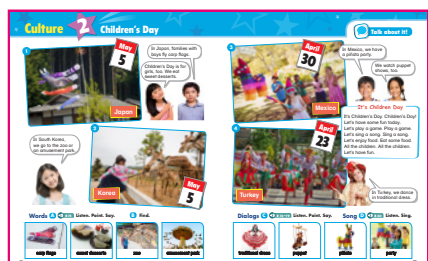 Culture 2 Children's Day
Talk about it!
1
May
5
Japan
In Japan, families with
boys fly carp flags.
Children's Day is for
girls, too. We eat
sweet desserts.
2
April
30
Mexico
In Mexico, we have
a piñata party.
We watch puppet
shows, too.
It's Children Day
It's Children's Day. Children's Day!
Let's have some fun today.
Let's play a game. Play a game.
Let's sing a song. Sing a song.
Let's enjoy food. Eat some food.
All the children. All the children.
Let's have fun.
In South Korea,
we go to the zoo or
an amusement park.
3
Korea
May
5
4
April
23
Turkey
In Turkey, we dance
in traditional dress.
Words A Listen. Point. Say.
B Find.
carp flags
sweet desserts
zoo
amusement park
Dialogs C Listen. Point. Say.
Song D Listen. Sing.
traditional dress
puppet
piñata
party